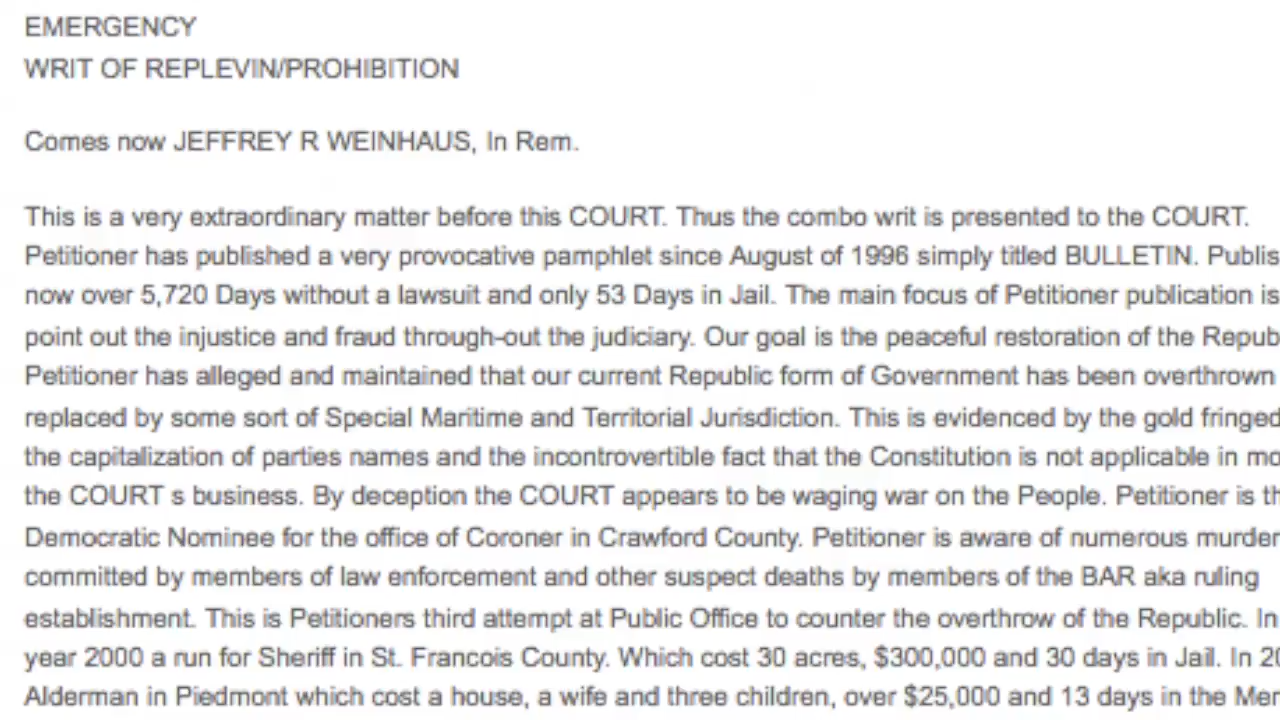 EMERGENCY
WRIT OF REPLEVIN/PROHIBITION
Comes now JEFFREY R WEINHAUS, In Rem.
This is a very extraordinary matter before this COURT. Thus the combo writ is presented to the COURT.
Petitioner has published a very provocative pamphlet since August of 1996 simply titled BULLETIN. Publis
now over 5,720 Days without a lawsuit and only 53 Days in Jail. The main focus of Petitioner publication is
point out the injustice and fraud through-out the judiciary. Our goal is the peaceful restoration of the Repub
Petitioner has alleged and maintained that our current Republic form of Government has been overthrown
replaced by some sort of Special Maritime and Territorial Jurisdiction. This is evidenced by the gold fringed
the capitalization of parties names and the incontrovertible fact that the Constitution is not applicable in mo
the COURT s business. By deception the COURT appears to be waging war on the People. Petitioner is th
Democratic Nominee for the office of Coroner in Crawford County. Petitioner is aware of numerous murder
committed by members of law enforcement and other suspect deaths by members of the BAR aka ruling
establishment. This is Petitioners third attempt at Public Office to counter the overthrow of the Republic. In
year 2000 a run for Sheriff in St. Francois County. Which cost 30 acres, $300,000 and 30 days in Jail. In 20
Alderman in Piedmont which cost a house, a wife and three children, over $25,000 and 13 days in the Men